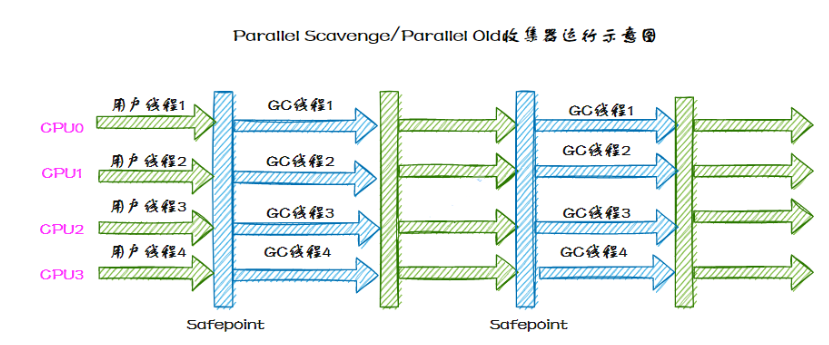 Parallel Scavenge/Parallel Old收集器运行示意图
用户线程1
GC线程1
GC线程1
CPU0
用户线程2
GC线程2
GC线程2
CPU1
用户线程3
GC线程3
GC线程3
CPU2
用户线程4
GC线程4
GC线程4
CPU3
Safepoint
Safepoint